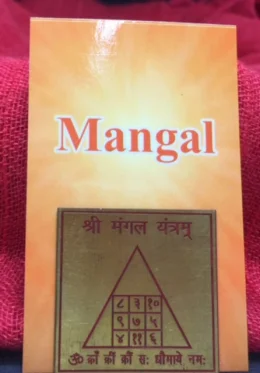 Mangal
श्री मंगल यंत्रम्
८ ३ १०
९ ७ ५
४ ११ ६
ॐ क्राँ क्रीं क्रौं सः
नमः